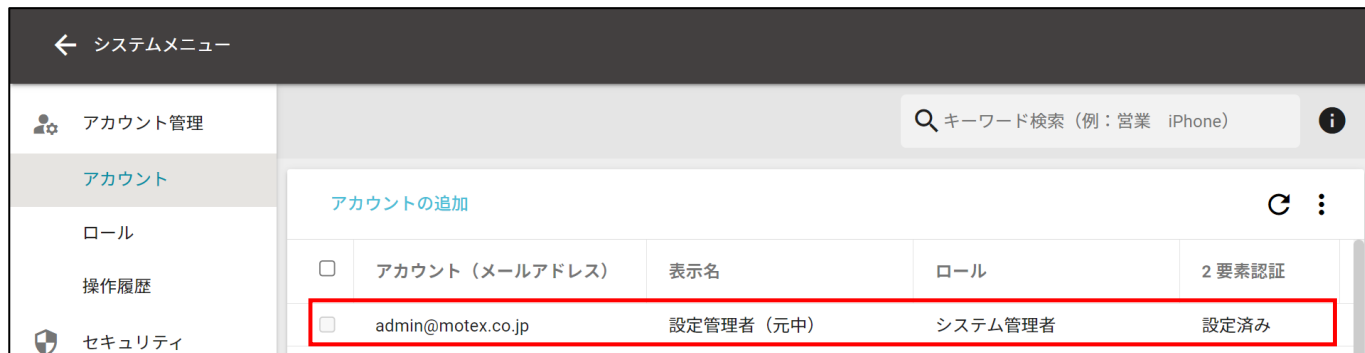 システムメニュー
アカウント管理
キーワード検索（例：営業　iPhone）
アカウント
アカウントの追加
ロール
アカウント（メールアドレス） 表示名 ロール 2 要素認証
操作履歴
admin@motex.co.jp 設定管理者（元中） システム管理者 設定済み
セキュリティ